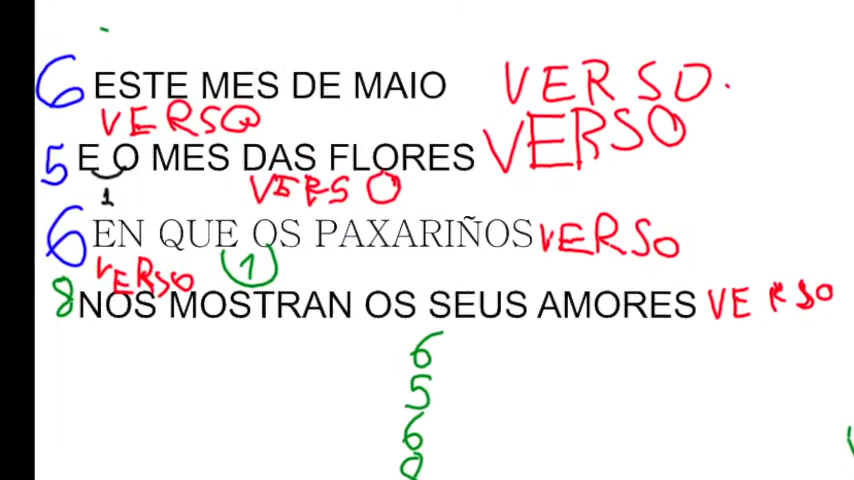 6 ESTE MES DE MAIO VERSO.
VERSO
5 E O MES DAS FLORES VERSO
1 VERSO
6 EN QUE OS PAXARIÑOS VERSO
VERSO 1
8 NOS MOSTRAN OS SEUS AMORES VERSO
6
5
6
8